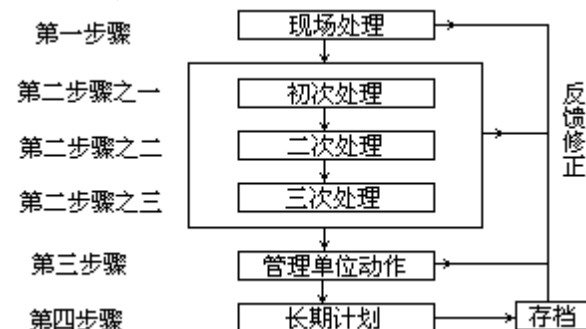 第一步骤 现场处理
第二步骤之一 初次处理
第二步骤之二 二次处理
第二步骤之三 三次处理
反馈修正
第三步骤 管理单位动作
第四步骤 长期计划 存档